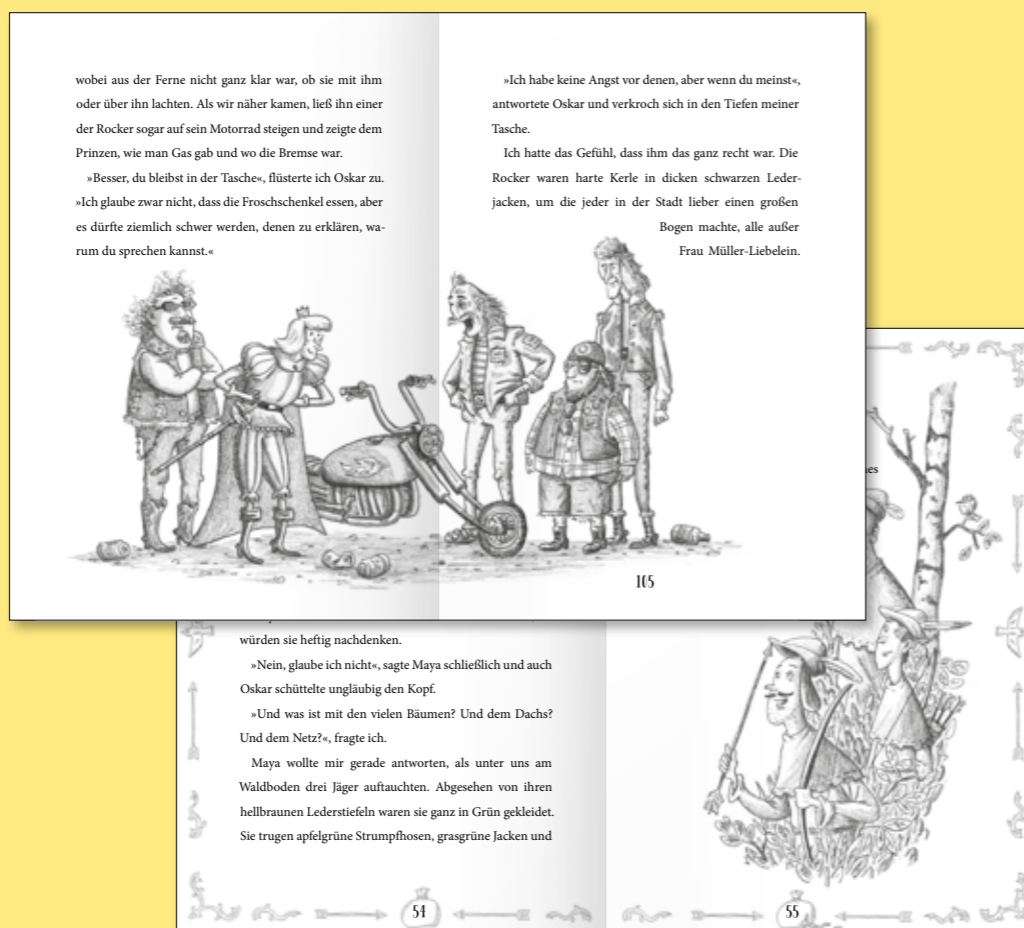 wobei aus der Ferne nicht ganz klar war, ob sie mit ihm
oder über ihn lachten. Als wir näher kamen, ließ ihn einer
der Rocker sogar auf sein Motorrad steigen und zeigte dem
Prinzen, wie man Gas gab und wo die Bremse war.
»Besser, du bleibst in der Tasche«, flüsterte ich Oskar zu.
»Ich glaube zwar nicht, dass die Froschschenkel essen, aber
es dürfte ziemlich schwer werden, denen zu erklären, wa-
rum du sprechen kannst.«
»Ich habe keine Angst vor denen, aber wenn du meinst«,
antwortete Oskar und verkroch sich in den Tiefen meiner
Tasche.
Ich hatte das Gefühl, dass ihm das ganz recht war. Die
Rocker waren harte Kerle in dicken schwarzen Leder-
jacken, um die jeder in der Stadt lieber einen großen
Bogen machte, alle außer
Frau Müller-Liebelein.
105
würden sie heftig nachdenken.
»Nein, glaube ich nicht«, sagte Maya schließlich und auch
Oskar schüttelte ungläubig den Kopf.
»Und was ist mit den vielen Bäumen? Und dem Dachs?
Und dem Netz?«, fragte ich.
Maya wollte mir gerade antworten, als unter uns am
Waldboden drei Jäger auftauchten. Abgesehen von ihren
hellbraunen Lederstiefeln waren sie ganz in Grün gekleidet.
Sie trugen apfelgrüne Strumpfhosen, grasgrüne Jacken und
54
55